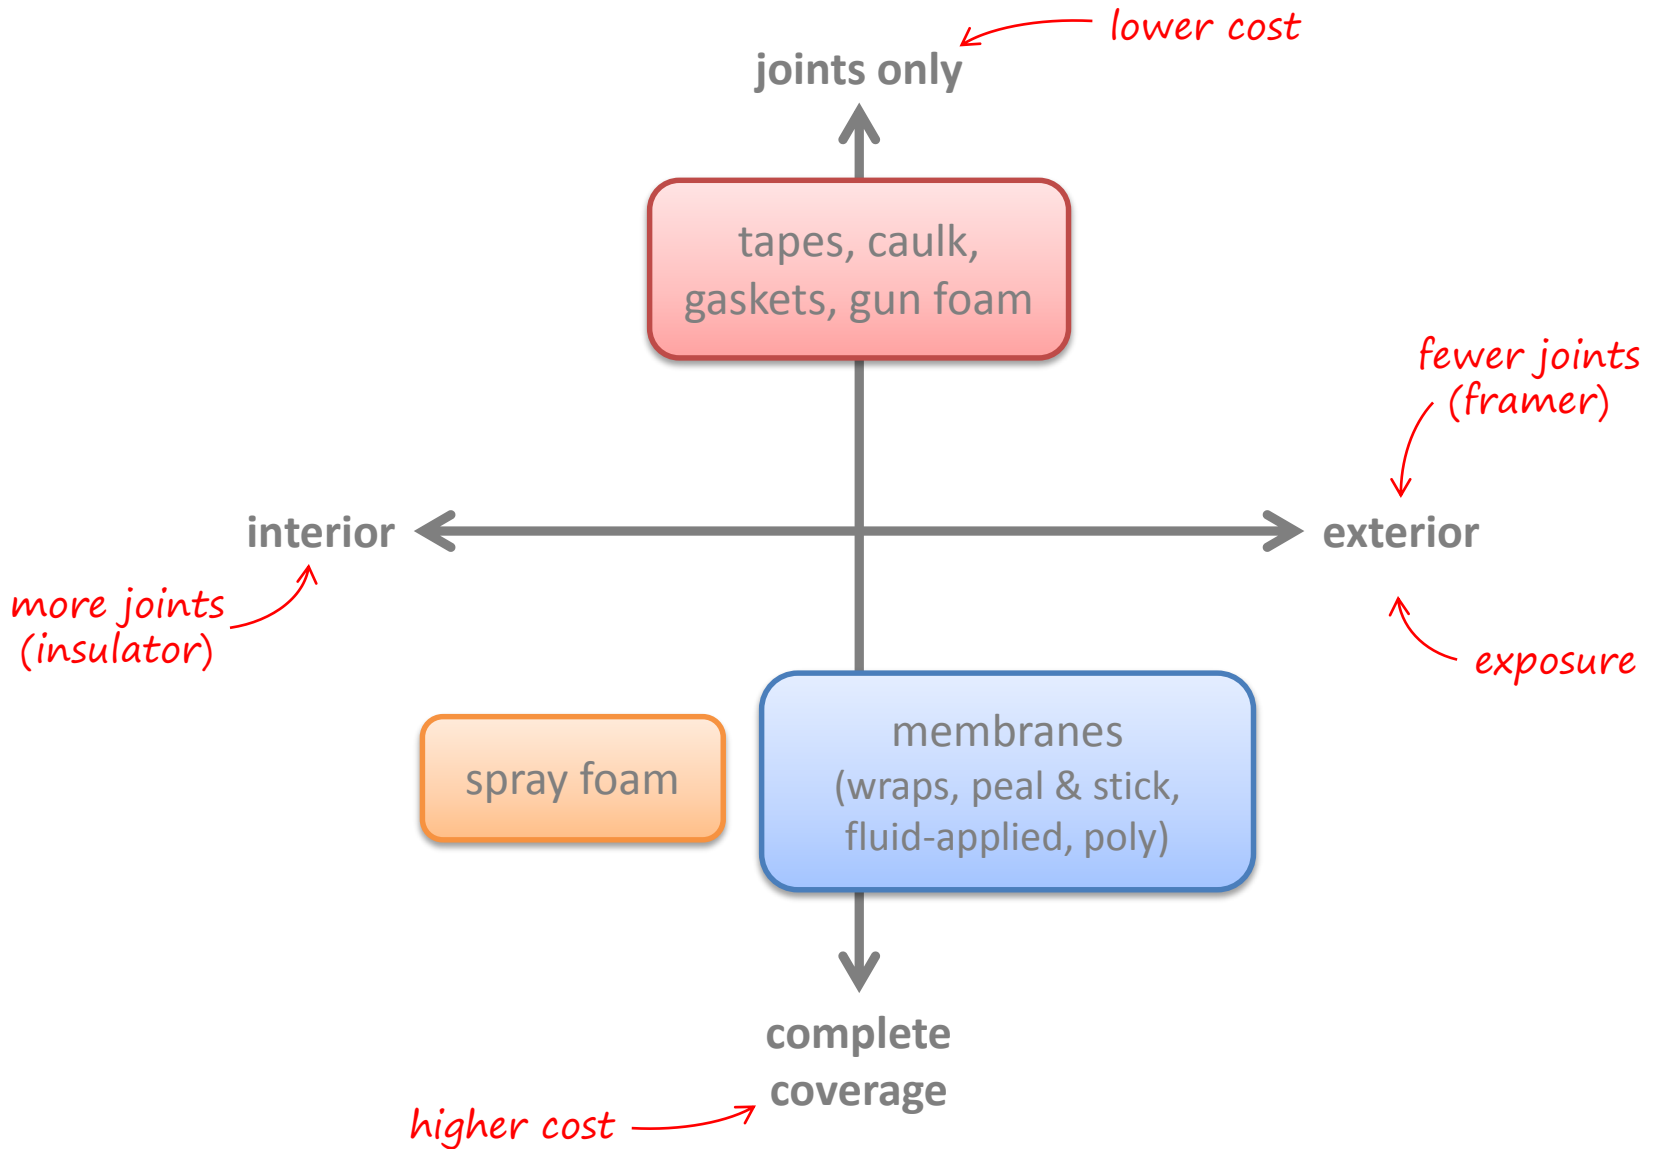 lower cost
joints only
tapes, caulk,
gaskets, gun foam
fewer joints
(framer)
interior
exterior
more joints
(insulator)
exposure
spray foam
membranes
(wraps, peal & stick,
fluid-applied, poly)
complete
coverage
higher cost